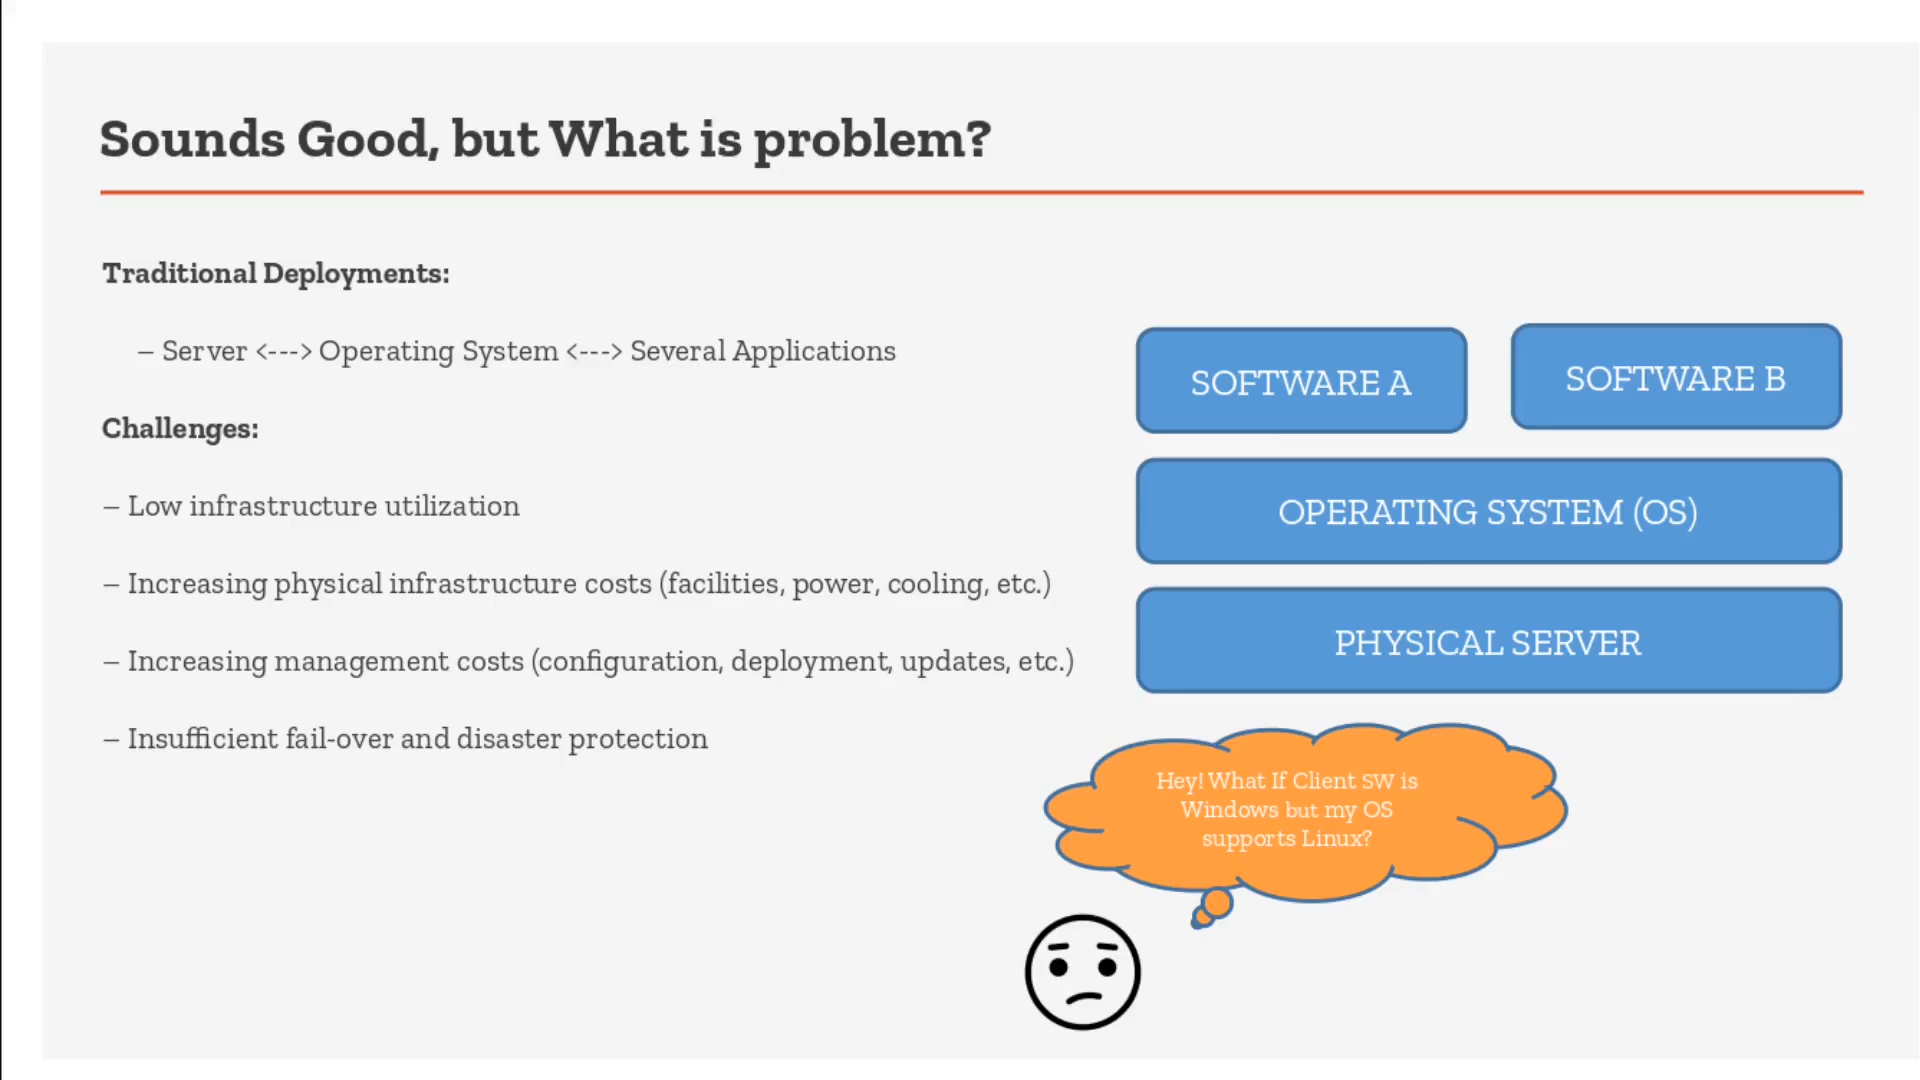 Sounds Good, but What is problem?
Traditional Deployments:
– Server <---> Operating System <---> Several Applications
Challenges:
– Low infrastructure utilization
– Increasing physical infrastructure costs (facilities, power, cooling, etc.)
– Increasing management costs (configuration, deployment, updates, etc.)
– Insufficient fail-over and disaster protection
SOFTWARE A
SOFTWARE B
OPERATING SYSTEM (OS)
PHYSICAL SERVER
Hey! What If Client SW is
Windows but my OS
supports Linux?